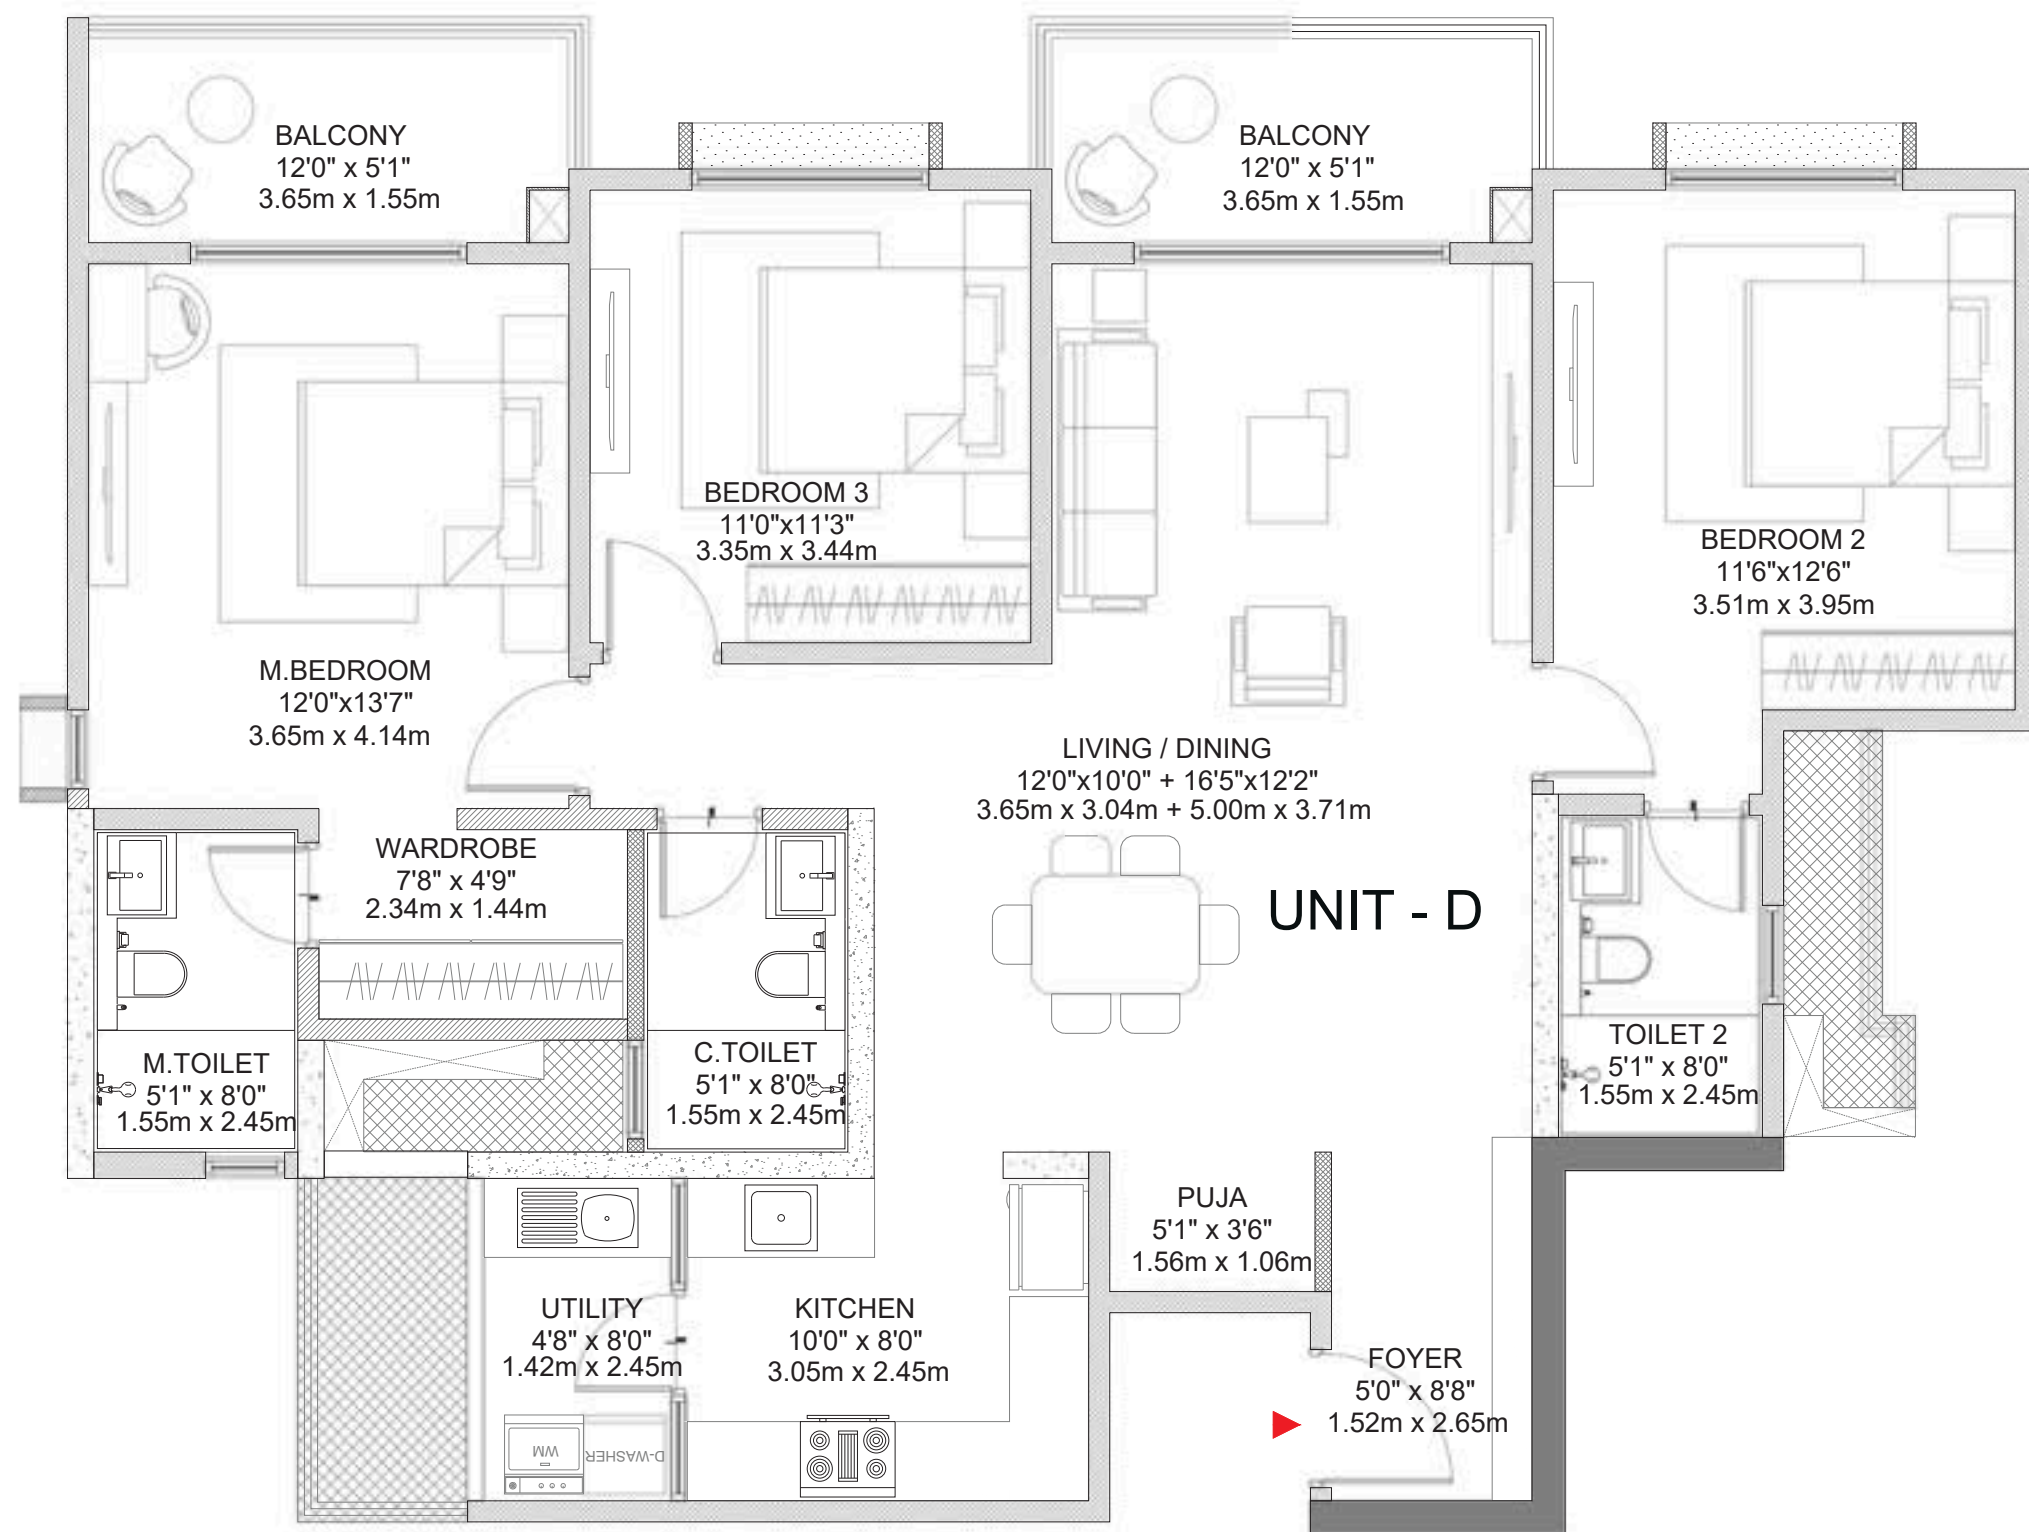 BALCONY
12'0" x 5'1"
3.65m x 1.55m
BALCONY
12'0" x 5'1"
3.65m x 1.55m
BEDROOM 3
11'0"x11'3"
3.35m x 3.44m
BEDROOM 2
11'6"x12'6"
3.51m x 3.95m
M.BEDROOM
12'0"x13'7"
3.65m x 4.14m
LIVING / DINING
12'0"x10'0" + 16'5"x12'2"
3.65m x 3.04m + 5.00m x 3.71m
WARDROBE
7'8" x 4'9"
2.34m x 1.44m
UNIT - D
M.TOILET
5'1" x 8'0"
1.55m x 2.45m
C.TOILET
5'1" x 8'0"
1.55m x 2.45m
TOILET 2
5'1" x 8'0"
1.55m x 2.45m
PUJA
5'1" x 3'6"
1.56m x 1.06m
UTILITY
4'8" x 8'0"
1.42m x 2.45m
KITCHEN
10'0" x 8'0"
3.05m x 2.45m
FOYER
5'0" x 8'8"
1.52m x 2.65m
WM
D-WASHER